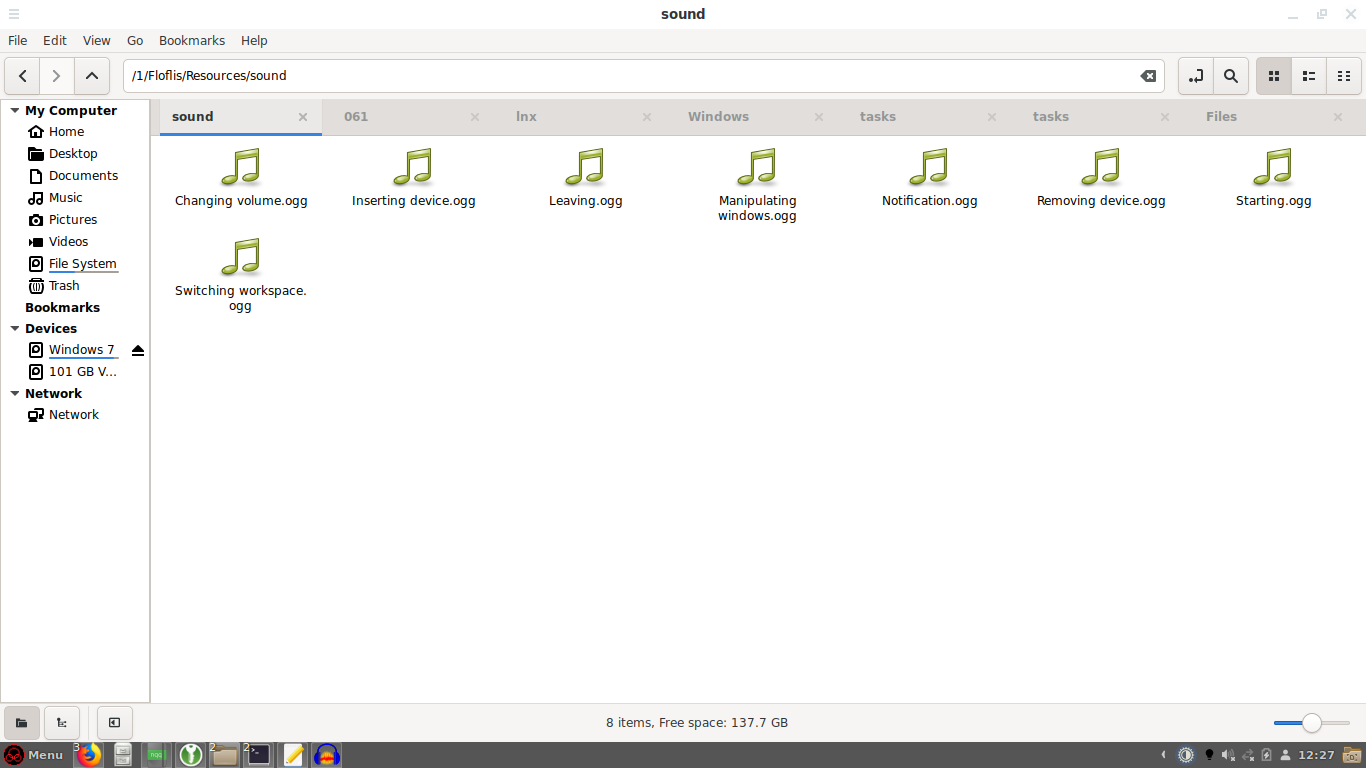 sound
File Edit View Go Bookmarks Help
/1/Floflis/Resources/sound
My Computer
Home
Desktop
Documents
Music
Pictures
Videos
File System
Trash
Bookmarks
Devices
Windows 7
101 GB V...
Network
Network
sound 061 lnx Windows tasks tasks Files
Changing volume.ogg
Inserting device.ogg
Leaving.ogg
Manipulating
windows.ogg
Notification.ogg
Removing device.ogg
Starting.ogg
Switching workspace.
ogg
8 items, Free space: 137.7 GB
Menu 3 2 2 12:27